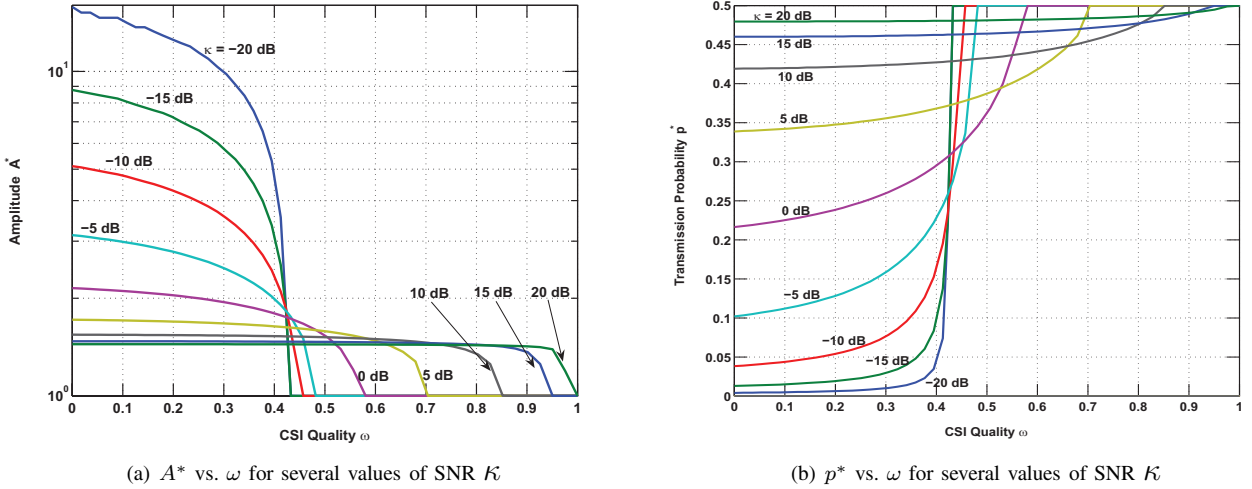 κ = −20 dB
−15 dB
−10 dB
−5 dB
0 dB
5 dB
10 dB
15 dB
20 dB
10¹
10⁰
Amplitude A*
0 0.1 0.2 0.3 0.4 0.5 0.6 0.7 0.8 0.9 1
CSI Quality ω
(a) A* vs. ω for several values of SNR K
0.5
0.45
0.4
0.35
0.3
0.25
0.2
0.15
0.1
0.05
0
Transmission Probability p*
κ = 20 dB
15 dB
10 dB
5 dB
0 dB
−5 dB
−10 dB
−15 dB
−20 dB
0 0.1 0.2 0.3 0.4 0.5 0.6 0.7 0.8 0.9 1
CSI Quality ω
(b) p* vs. ω for several values of SNR K